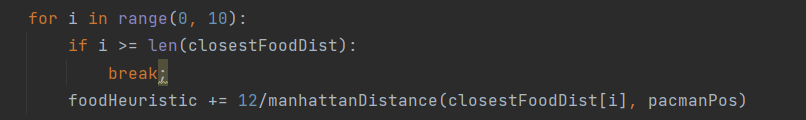 for i in range(0, 10):
    if i >= len(closestFoodDist):
        break;
    foodHeuristic += 12/manhattanDistance(closestFoodDist[i], pacmanPos)